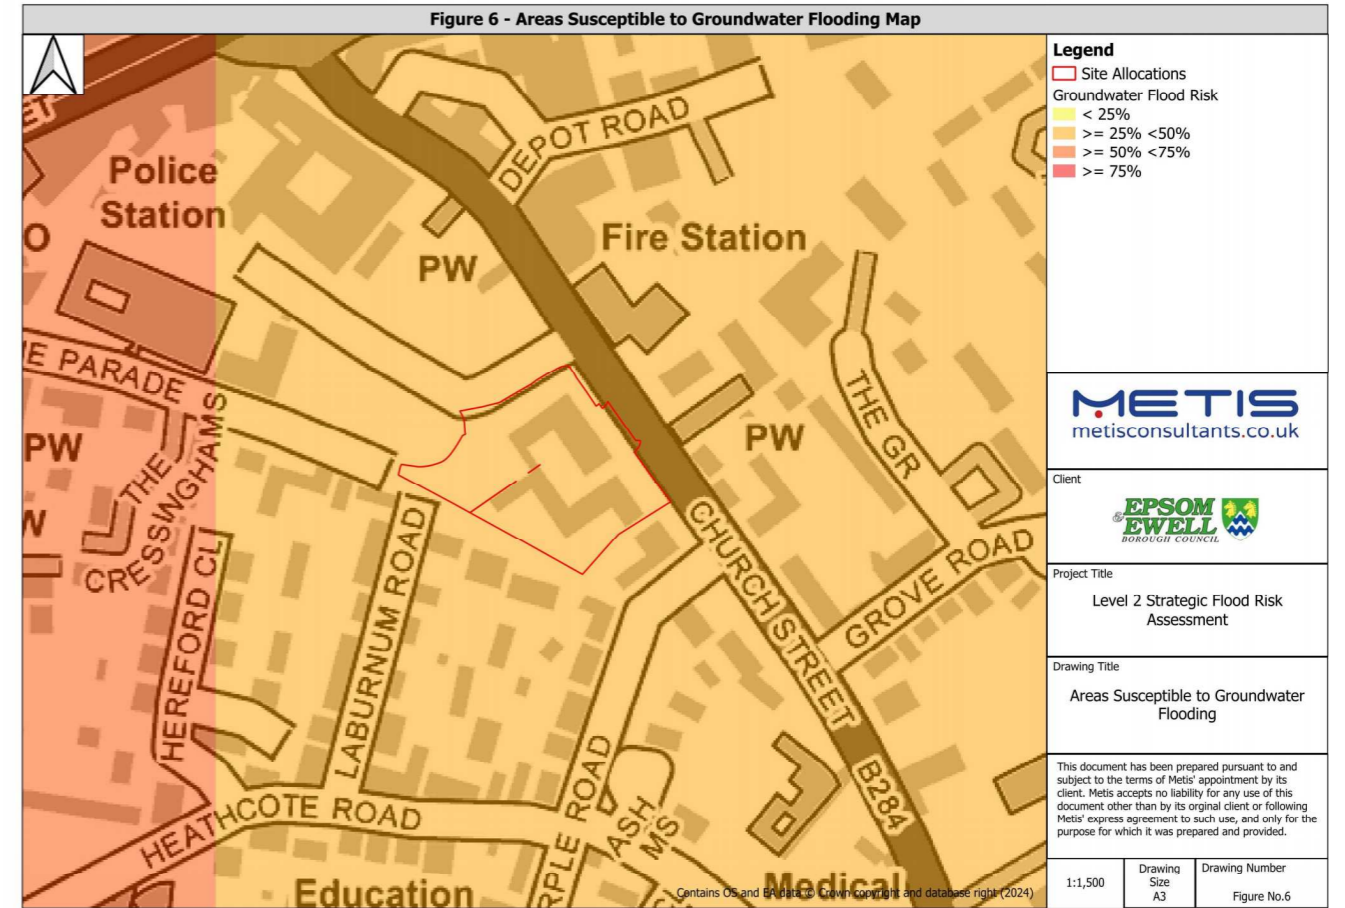 Figure 6 - Areas Susceptible to Groundwater Flooding Map
ET
Police
Station
O
DEPOT ROAD
PW
Fire Station
IE PARADE
PW
THE
CRESSINGHAMS
W
HEREFORD CL
LABURNUM ROAD
HEATHCOTE ROAD
PW
THE GR
GROVE ROAD
CHURCH STREET
B284
RPLE ROAD
ASH
MS
Education
Medical
Contains OS and EA data © Crown copyright and database right (2024)
Legend
Site Allocations
Groundwater Flood Risk
< 25%
>= 25% <50%
>= 50% <75%
>= 75%
METIS
metisconsultants.co.uk
Client
EPSOM
& EWELL
BOROUGH COUNCIL
Project Title
Level 2 Strategic Flood Risk
Assessment
Drawing Title
Areas Susceptible to Groundwater
Flooding
This document has been prepared pursuant to and
subject to the terms of Metis' appointment by its
client. Metis accepts no liability for any use of this
document other than by its orginal client or following
Metis' express agreement to such use, and only for the
purpose for which it was prepared and provided.
1:1,500
Drawing
Size
A3
Drawing Number
Figure No.6